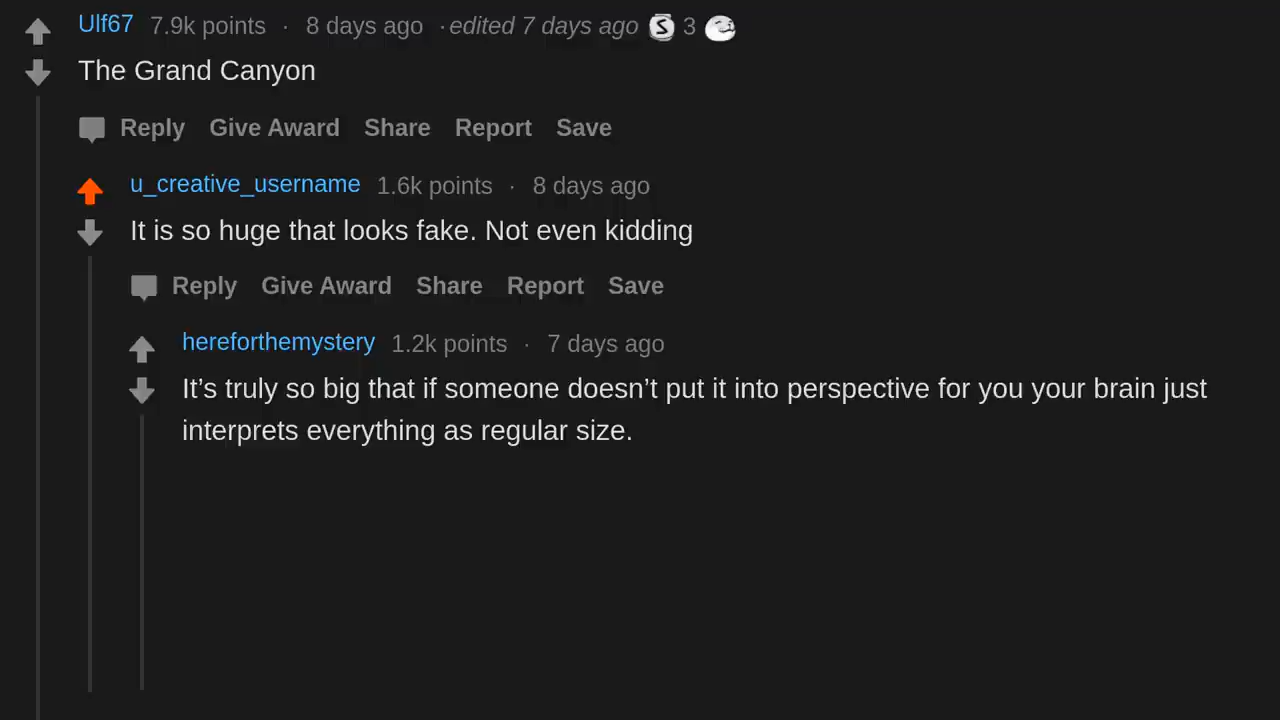 Ulf67 7.9k points · 8 days ago · edited 7 days ago S 3
The Grand Canyon
Reply Give Award Share Report Save
u_creative_username 1.6k points · 8 days ago
It is so huge that looks fake. Not even kidding
Reply Give Award Share Report Save
hereforthemystery 1.2k points · 7 days ago
It’s truly so big that if someone doesn’t put it into perspective for you your brain just
interprets everything as regular size.